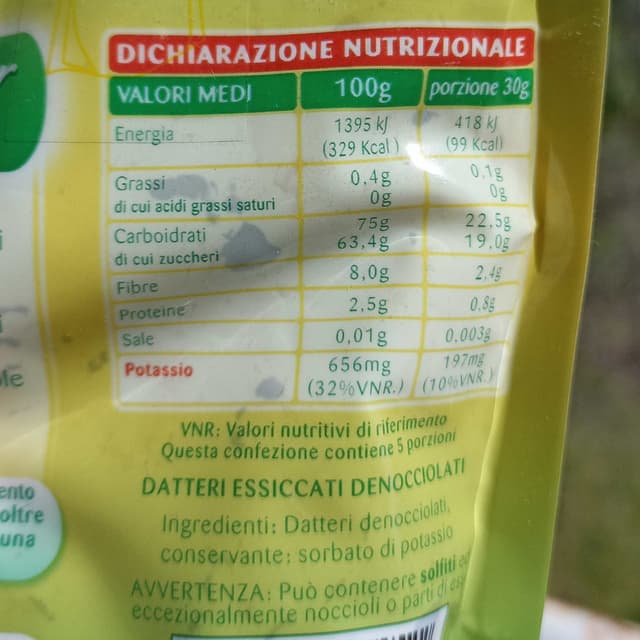 DICHIARAZIONE NUTRIZIONALE
VALORI MEDI 100g porzione 30g
Energia 1395 kJ 418 kJ
(329 Kcal) (99 Kcal)
Grassi 0,4g 0,1g
di cui acidi grassi saturi 0g 0g
Carboidrati 75g 22,5g
di cui zuccheri 63,4g 19,0g
Fibre 8,0g 2,4g
Proteine 2,5g 0,8g
Sale 0,01g 0,003g
Potassio 656mg 197mg
(32%VNR.) (10%VNR.)
VNR: Valori nutritivi di riferimento
Questa confezione contiene 5 porzioni
DATTERI ESSICCATI DENOCCIOLATI
Ingredienti: Datteri denocciolati,
conservante: sorbato di potassio
AVVERTENZA: Può contenere solfiti
eccezionalmente noccioli o parti di
oltre
una